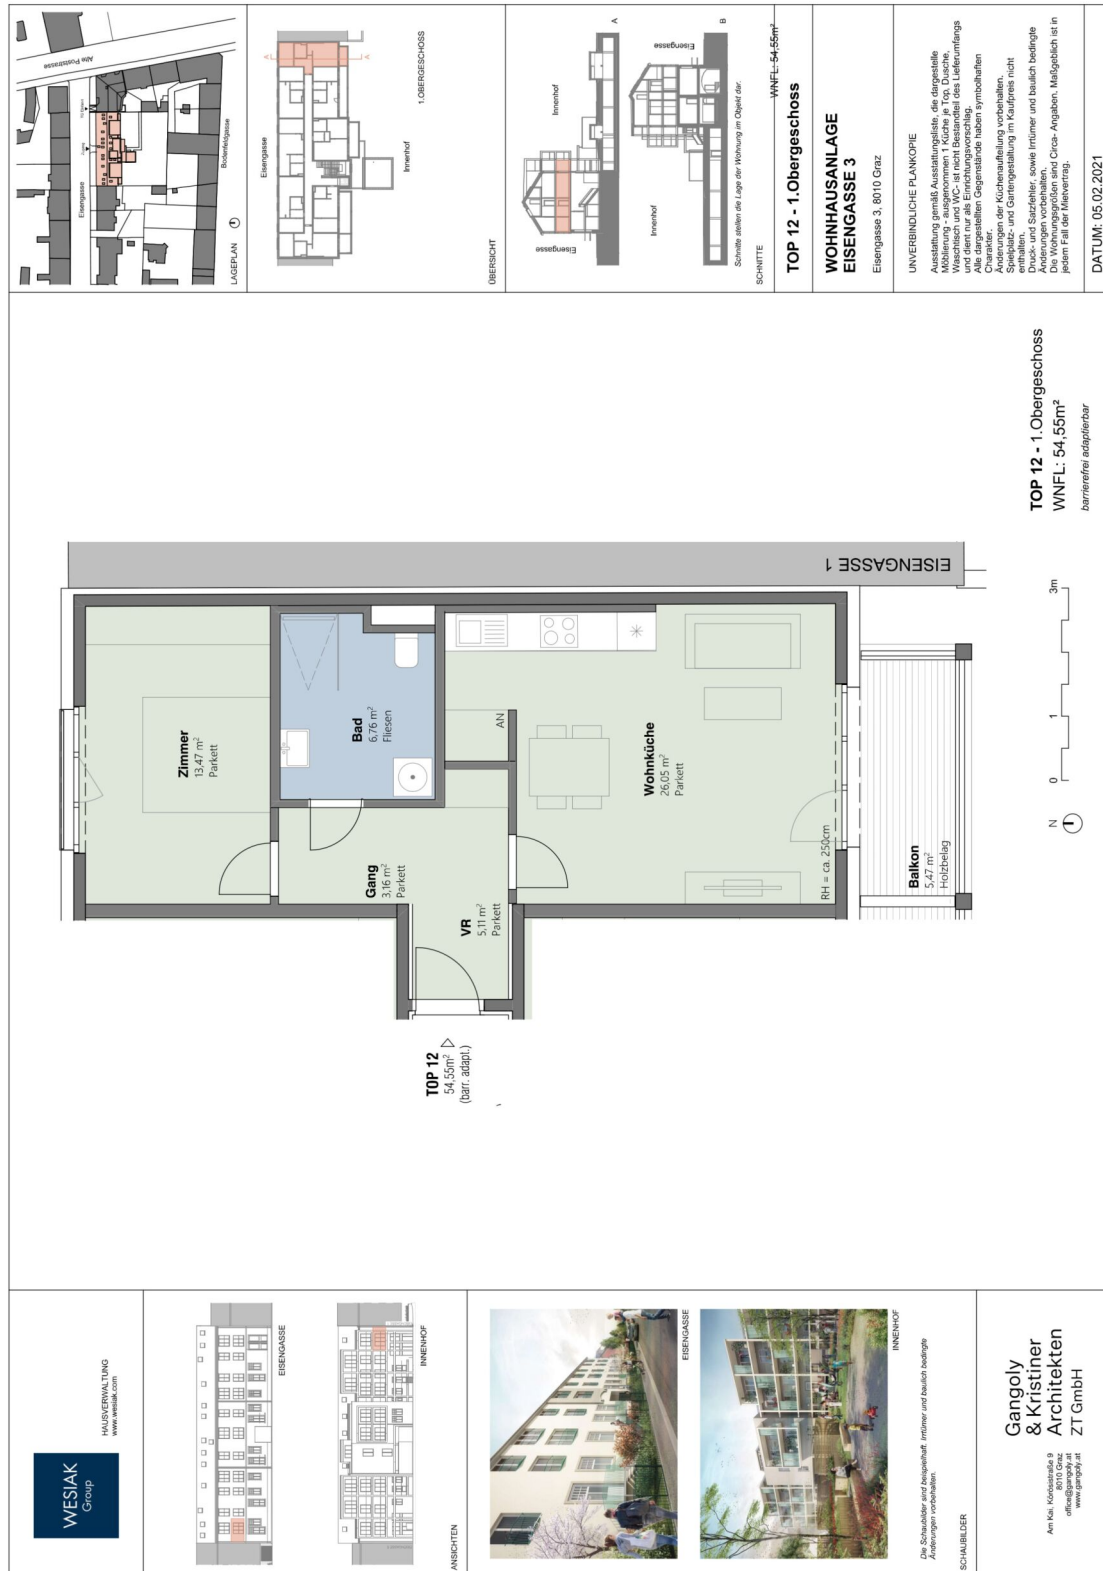 WESIAK
Group
HAUSVERWALTUNG
www.wesiak.com
EISENGASSE
INNENHOF
ANSICHTEN
EISENGASSE
INNENHOF
Die Schaubilder sind beispielhaft. Irrtümer und baulich bedingte
Änderungen vorbehalten.
SCHAUBILDER
Gangoly
& Kristiner
Architekten
ZT GmbH
Am Kai, Körösistraße 9
8010 Graz
office@gangoly.at
www.gangoly.at
TOP 12
54,55m²
(barr. adapt.)
Zimmer
13,47 m²
Parkett
Bad
6,76 m²
Fliesen
Gang
3,16 m²
Parkett
VR
5,11 m²
Parkett
AN
Wohnküche
26,05 m²
Parkett
RH = ca. 250cm
Balkon
5,47 m²
Holzbelag
EISENGASSE 1
N
0
1
3m
TOP 12 - 1.Obergeschoss
WNFL: 54,55m²
barrierefrei adaptierbar
Alte Poststrasse
Eisengasse
Bodenfeldgasse
LAGEPLAN
Eisengasse
A
A
Innenhof
1.OBERGESCHOSS
ÜBERSICHT
Eisengasse
Innenhof
A
Innenhof
Eisengasse
B
Schnitte stellen die Lage der Wohnung im Objekt dar.
SCHNITTE
WNFL: 54,55m²
TOP 12 - 1.Obergeschoss
WOHNHAUSANLAGE
EISENGASSE 3
Eisengasse 3, 8010 Graz
UNVERBINDLICHE PLANKOPIE
Ausstattung gemäß Ausstattungsliste, die dargestellte
Möblierung - ausgenommen 1 Küche je Top, Dusche,
Waschtisch und WC- ist nicht Bestandteil des Lieferumfangs
und dient nur als Einrichtungsvorschlag.
Alle dargestellten Gegenstände haben symbolhaften
Charakter.
Änderungen der Küchenaufteilung vorbehalten.
Spielplatz- und Gartengestaltung im Kaufpreis nicht
enthalten.
Druck- und Satzfehler, sowie Irrtümer und baulich bedingte
Änderungen vorbehalten.
Die Wohnungsgrößen sind Circa- Angaben. Maßgeblich ist in
jedem Fall der Mietvertrag.
DATUM: 05.02.2021